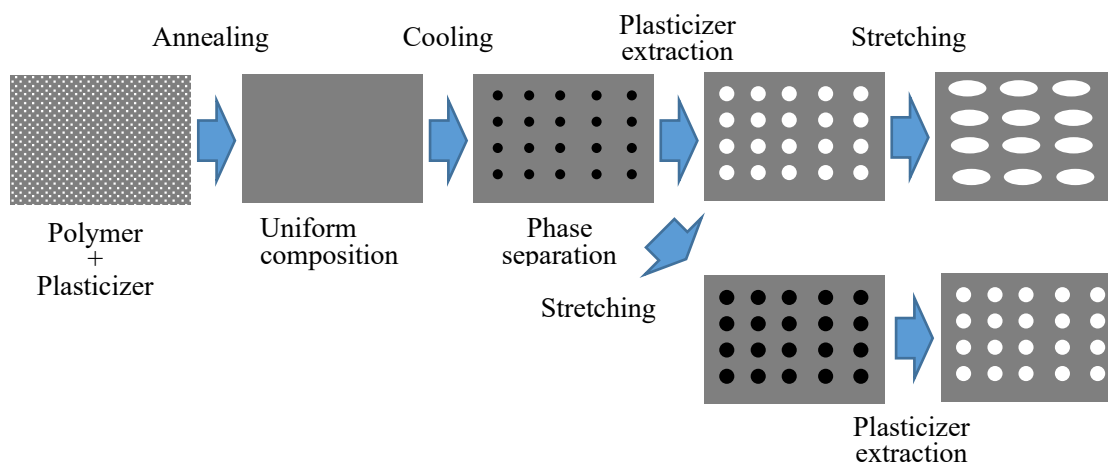 Annealing
Cooling
Plasticizer
extraction
Stretching
Polymer
+
Plasticizer
Uniform
composition
Phase
separation
Stretching
Plasticizer
extraction